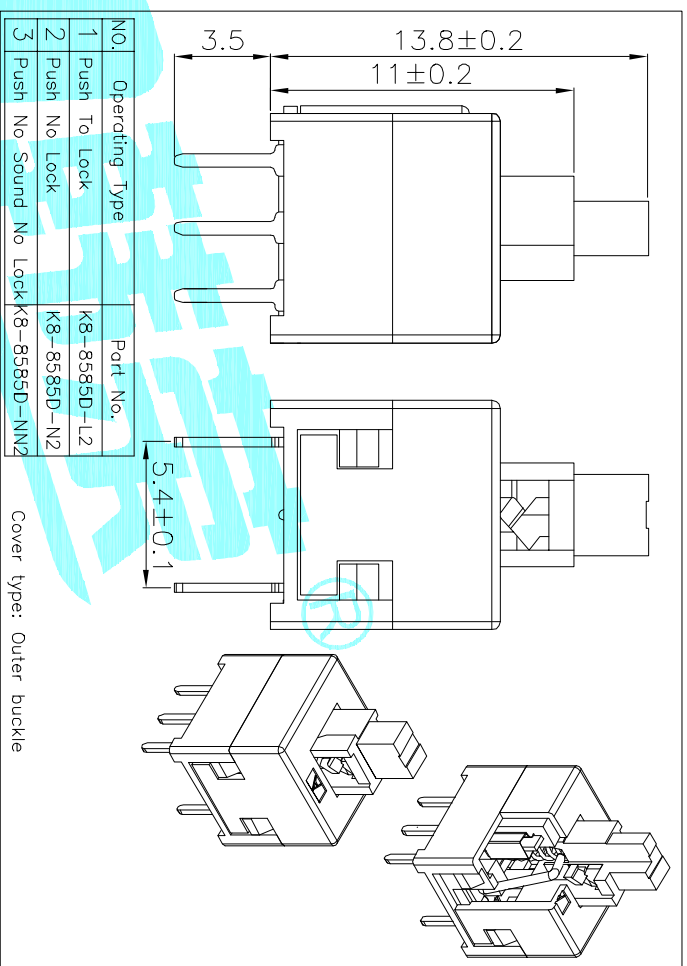 3.5
13.8±0.2
11±0.2
5.4±0.1
NO. Operating Type Part No.
1 Push To Lock K8-8585D-L2
2 Push No Lock K8-8585D-N2
3 Push No Sound No Lock K8-8585D-NN2
Cover type: Outer buckle
®
A
A